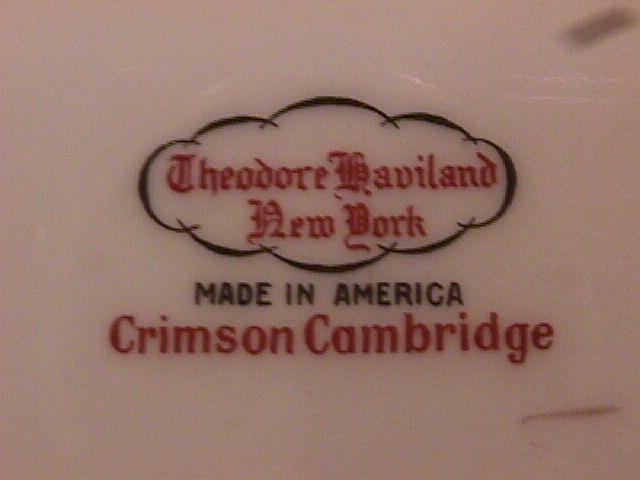 Theodore Haviland
New York
MADE IN AMERICA
Crimson Cambridge